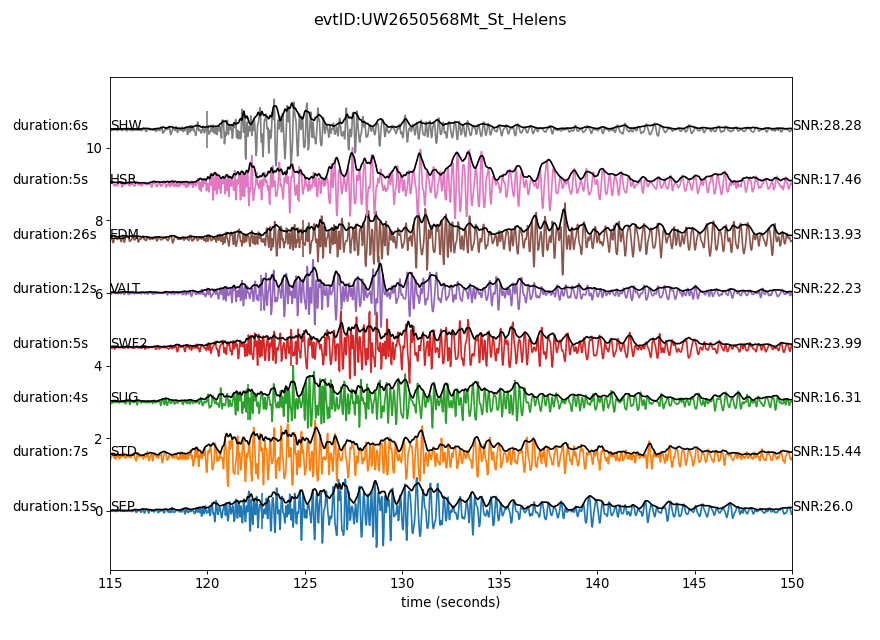 evtID:UW2650568Mt_St_Helens
duration:6s SHW SNR:28.28
10
duration:5s HSR SNR:17.46
8
duration:26s EDM SNR:13.93
duration:12s VALT SNR:22.23
6
duration:5s SWF2 SNR:23.99
4
duration:4s SUG SNR:16.31
2
duration:7s STD SNR:15.44
duration:15s SEP SNR:26.0
0
115 120 125 130 135 140 145 150
time (seconds)